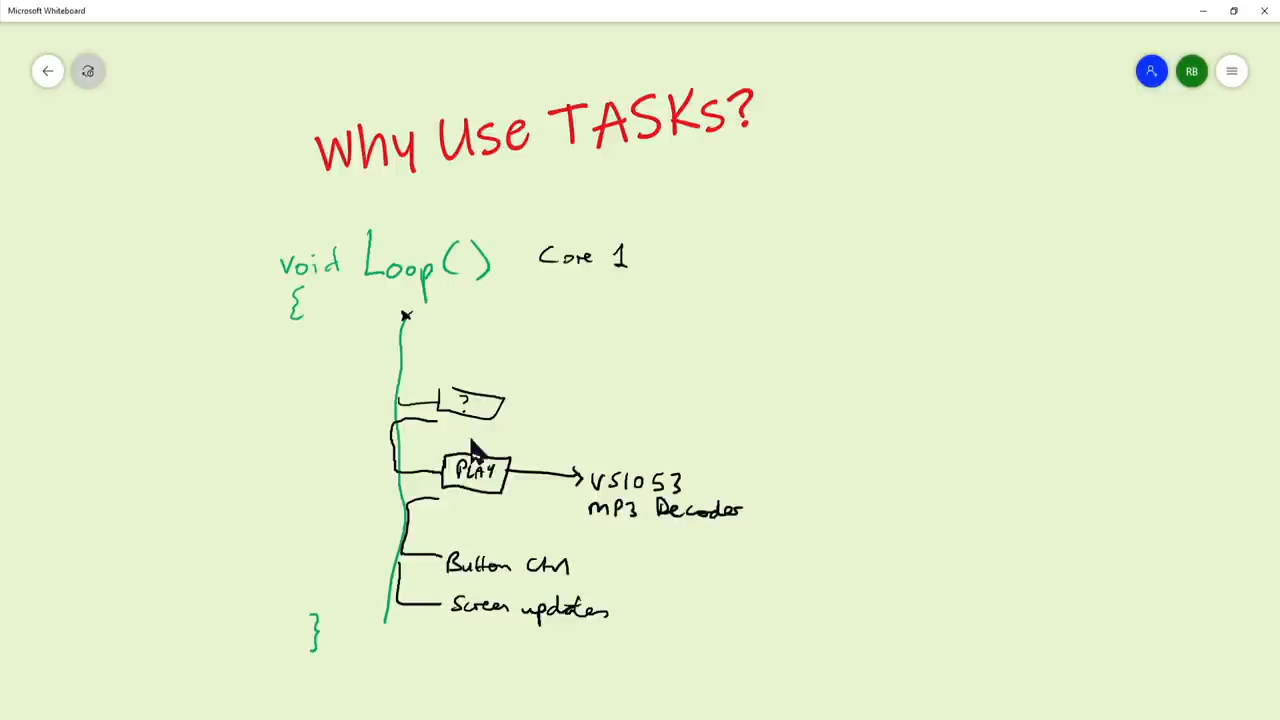 Microsoft Whiteboard
RB
Why Use TASKs?
void Loop() Core 1
{
?
PLAY
VS1053
MP3 Decoder
Button Ctrl
Screen updates
}